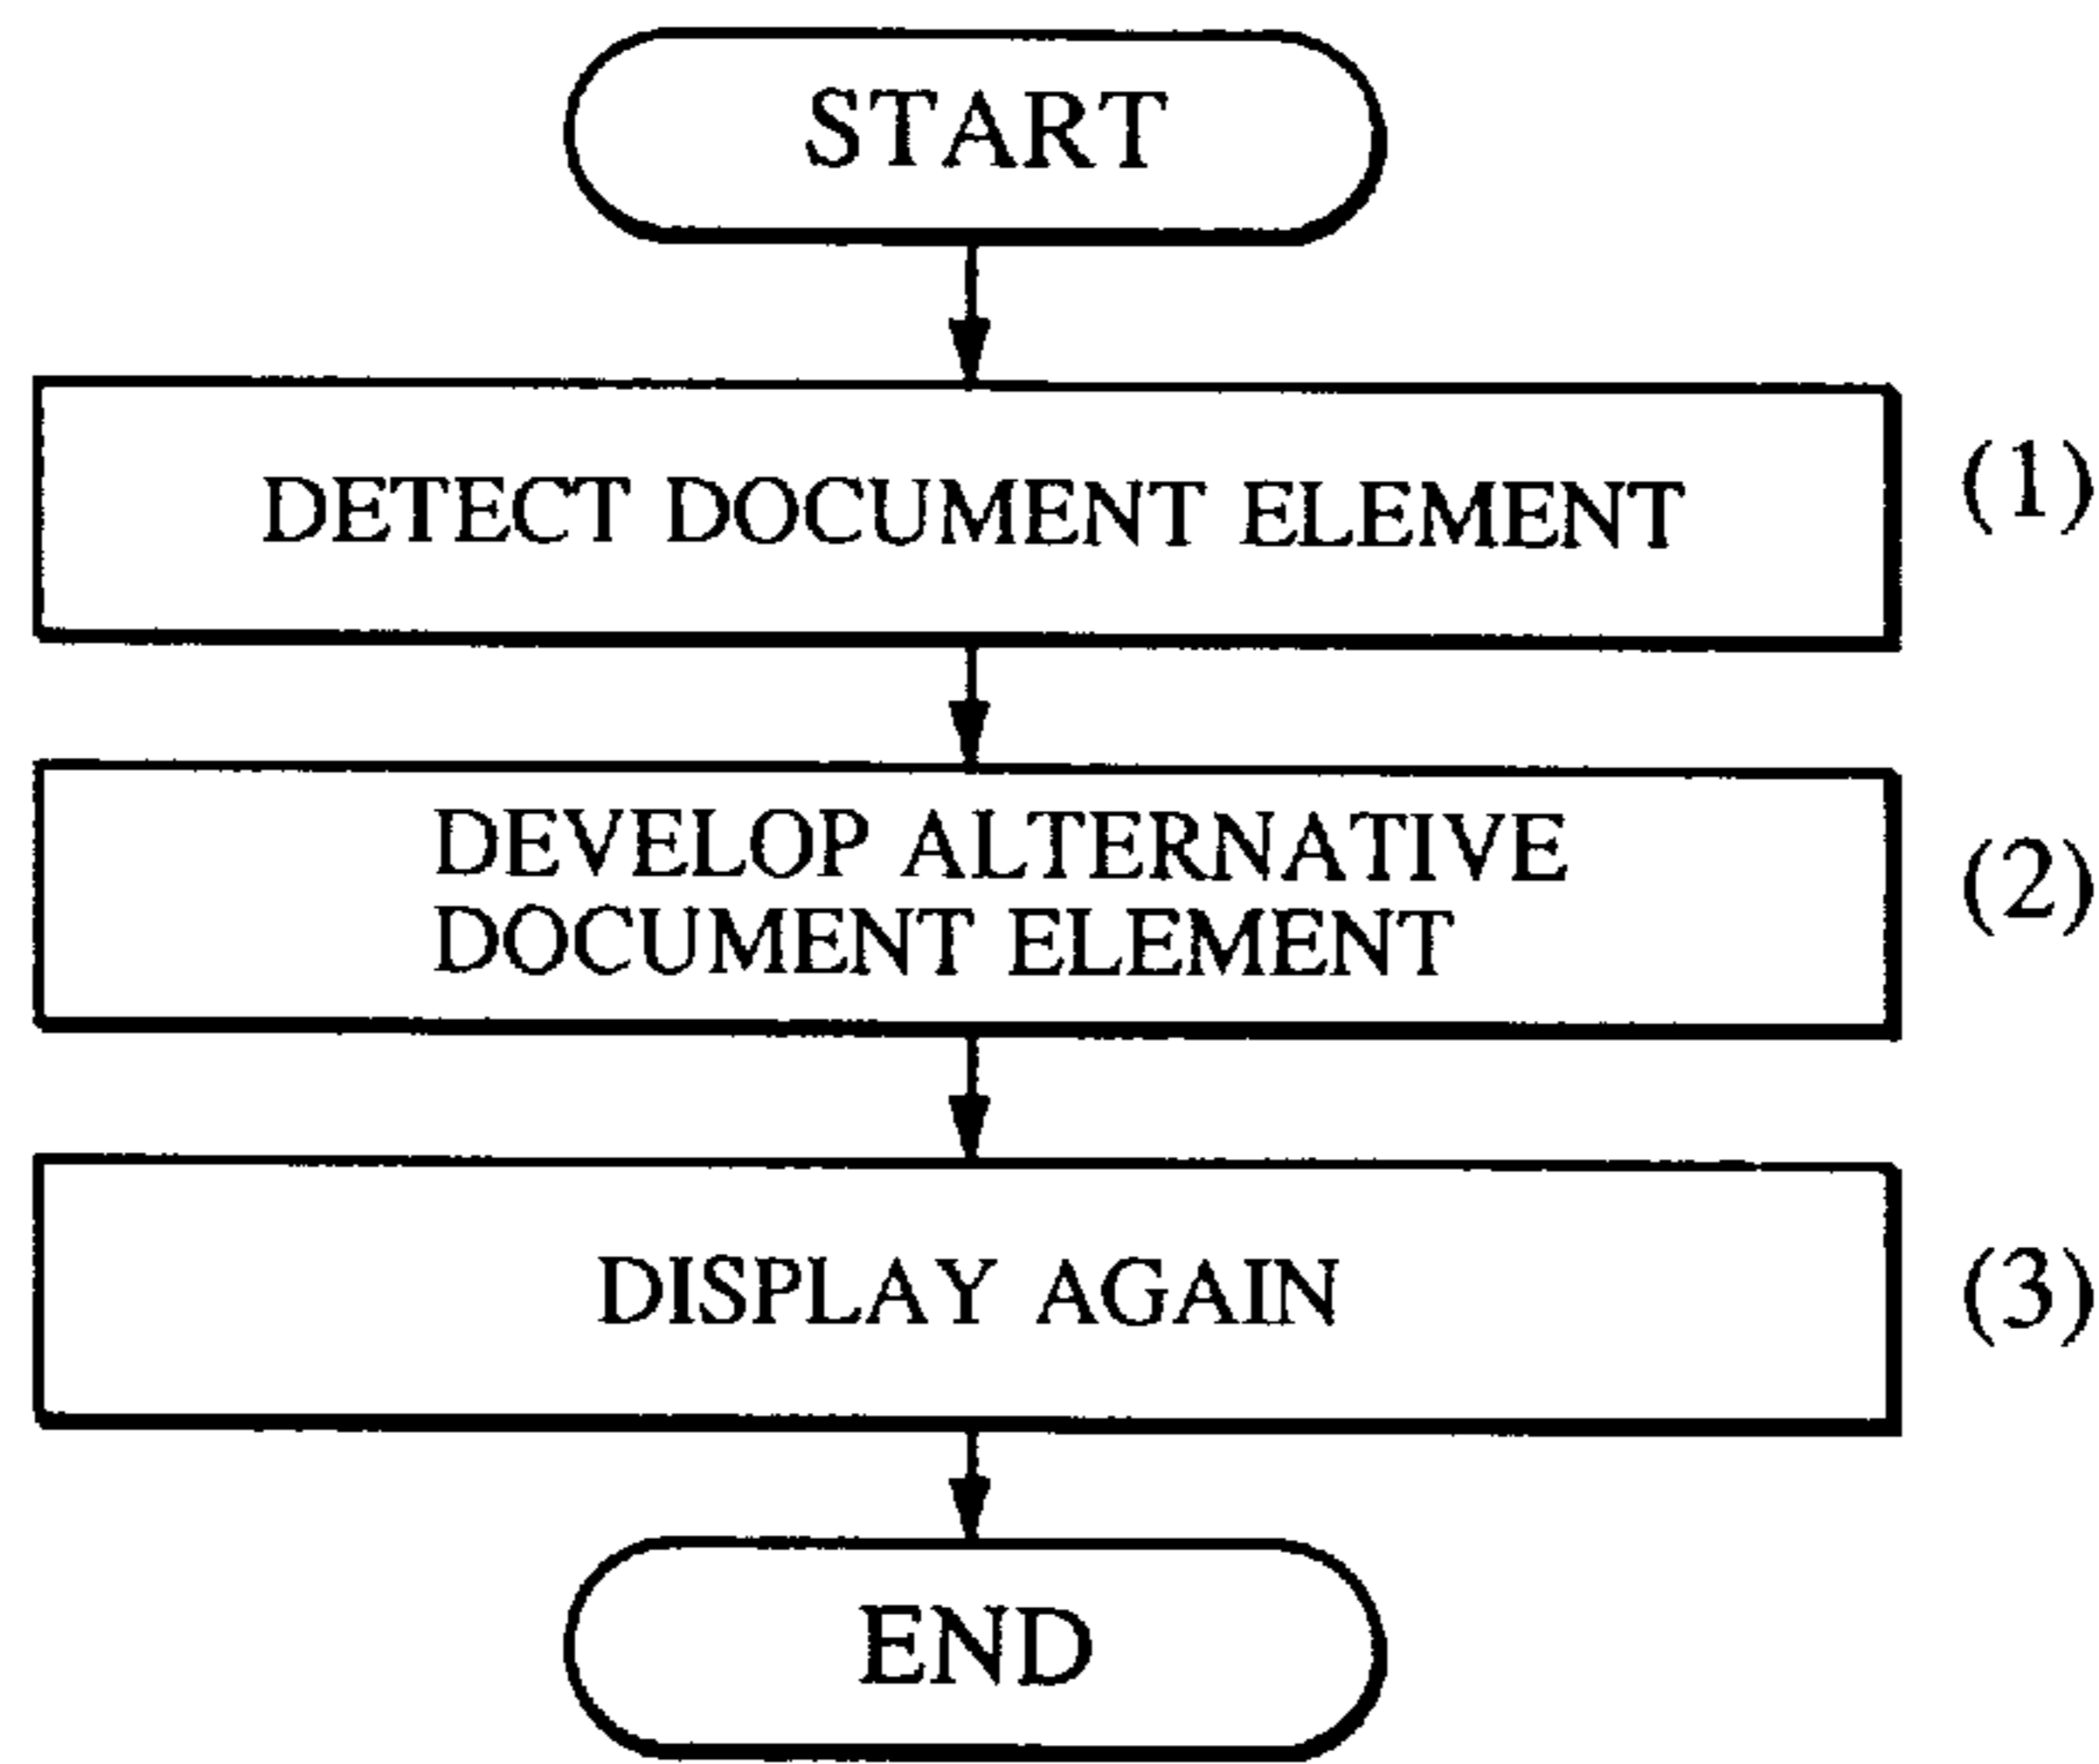 START
DETECT DOCUMENT ELEMENT
(1)
DEVELOP ALTERNATIVE
DOCUMENT ELEMENT
(2)
DISPLAY AGAIN
(3)
END